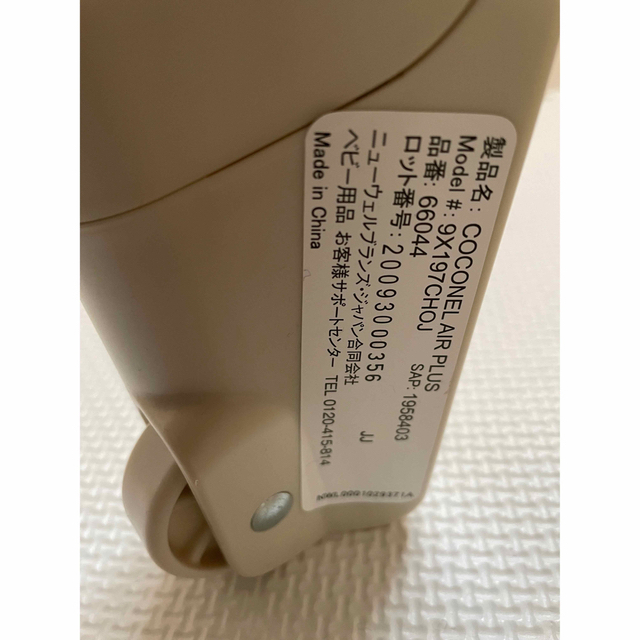 製品名: COCONEL AIR PLUS
Model #: 9X197CHOJ SAP: 1958403
品番: 66044
ロット番号: 20093000356 JJ
ニューウェルブランズ・ジャパン合同会社
ベビー用品 お客様サポートセンター TEL 0120-415-814
Made in China